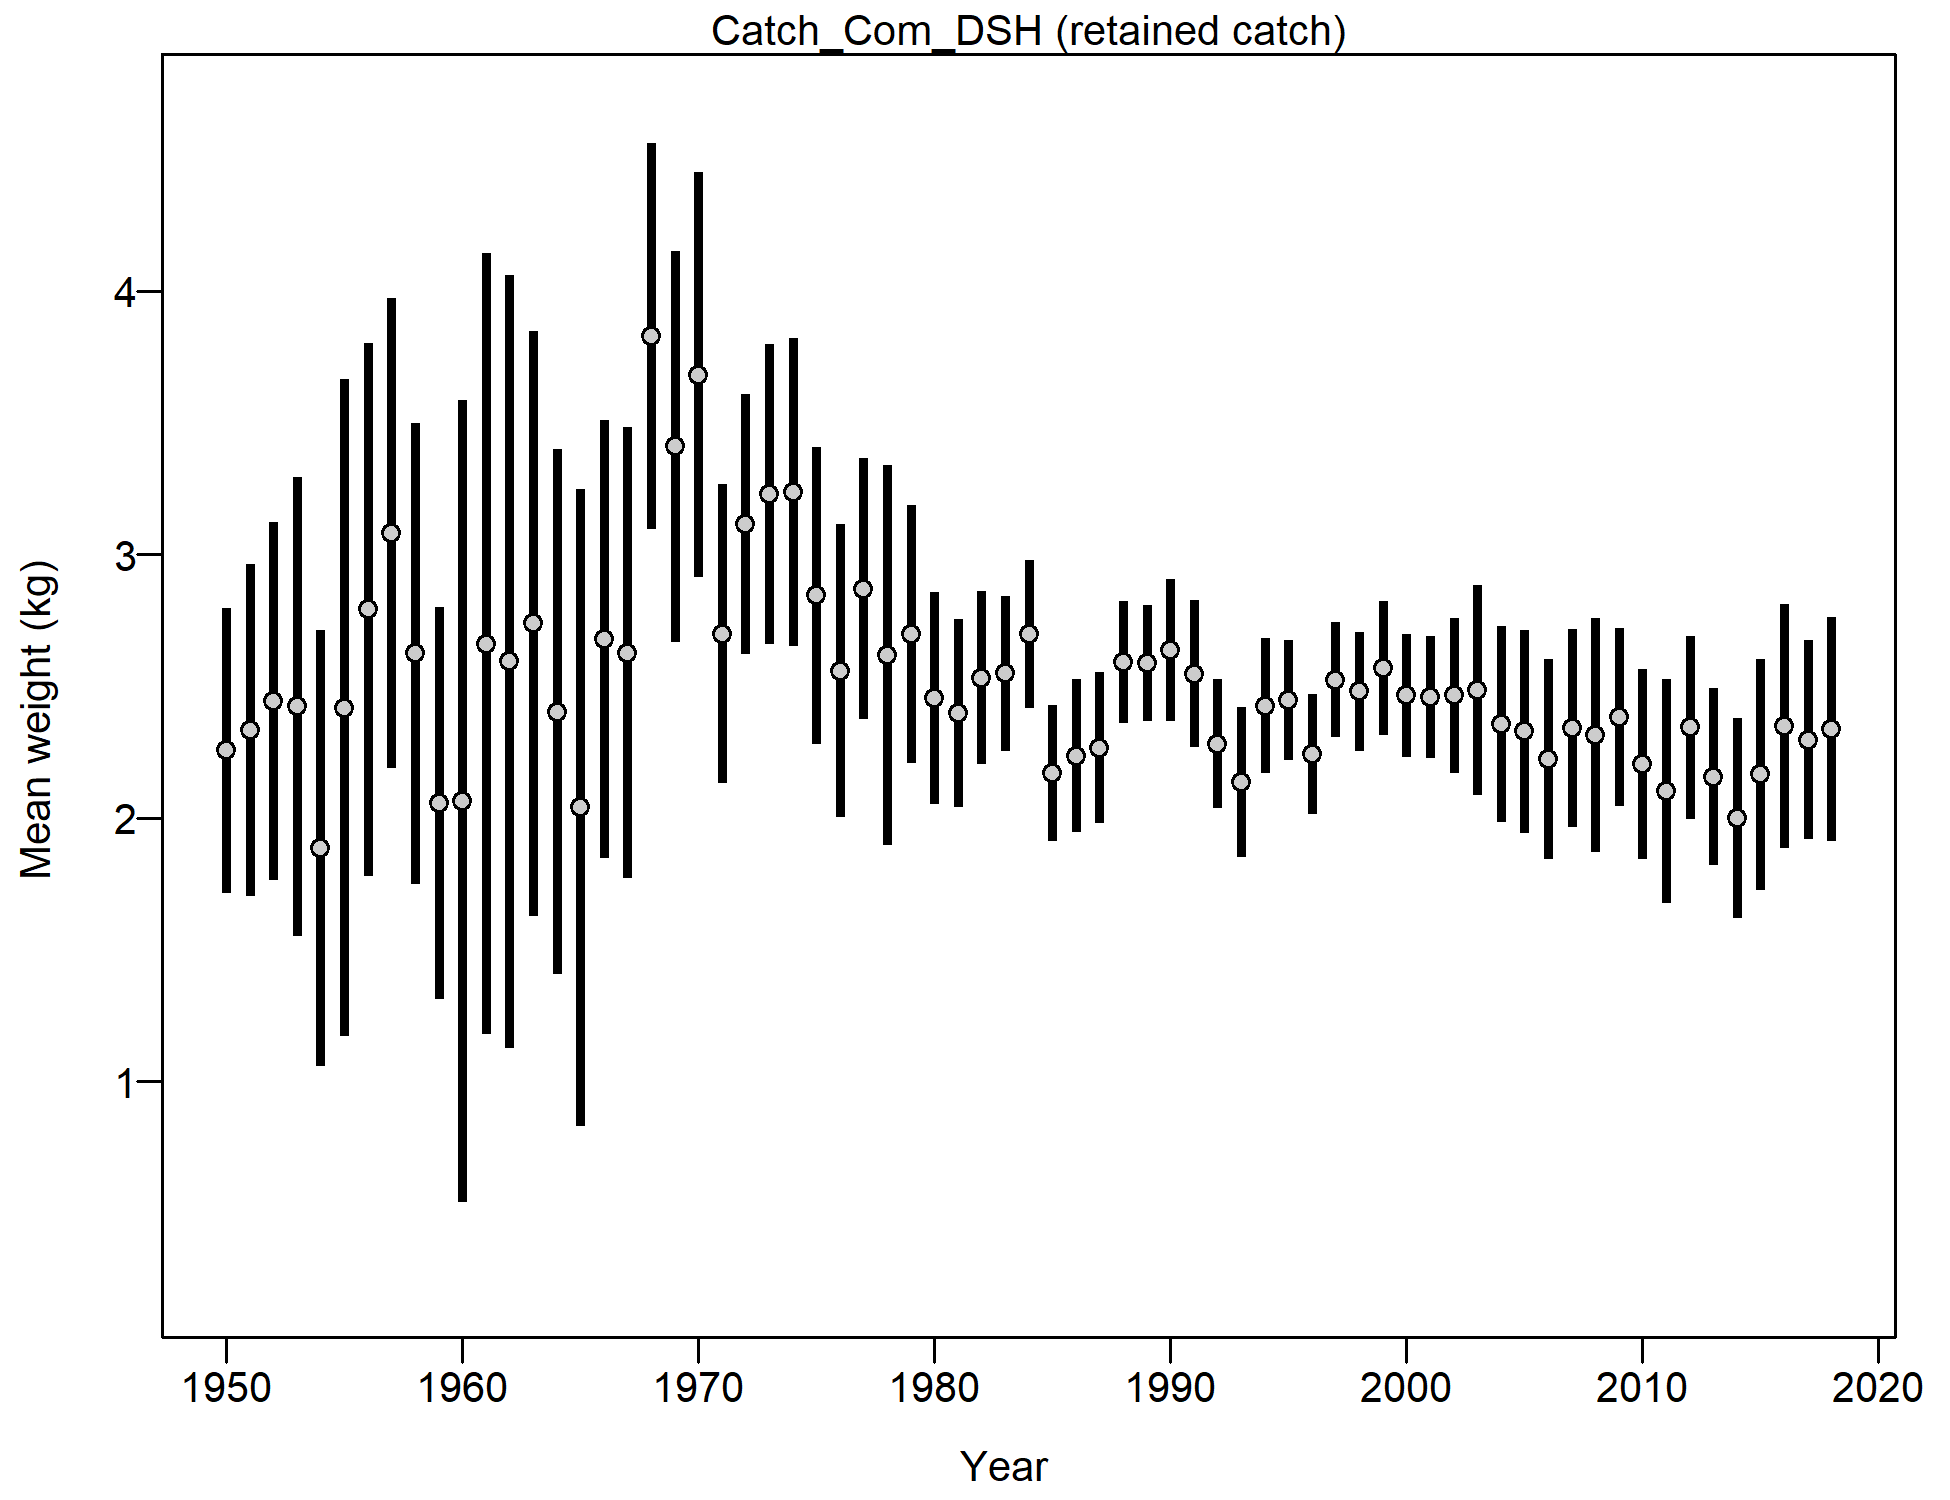 Catch_Com_DSH (retained catch)
Mean weight (kg)
4
3
2
1
1950 1960 1970 1980 1990 2000 2010 2020
Year